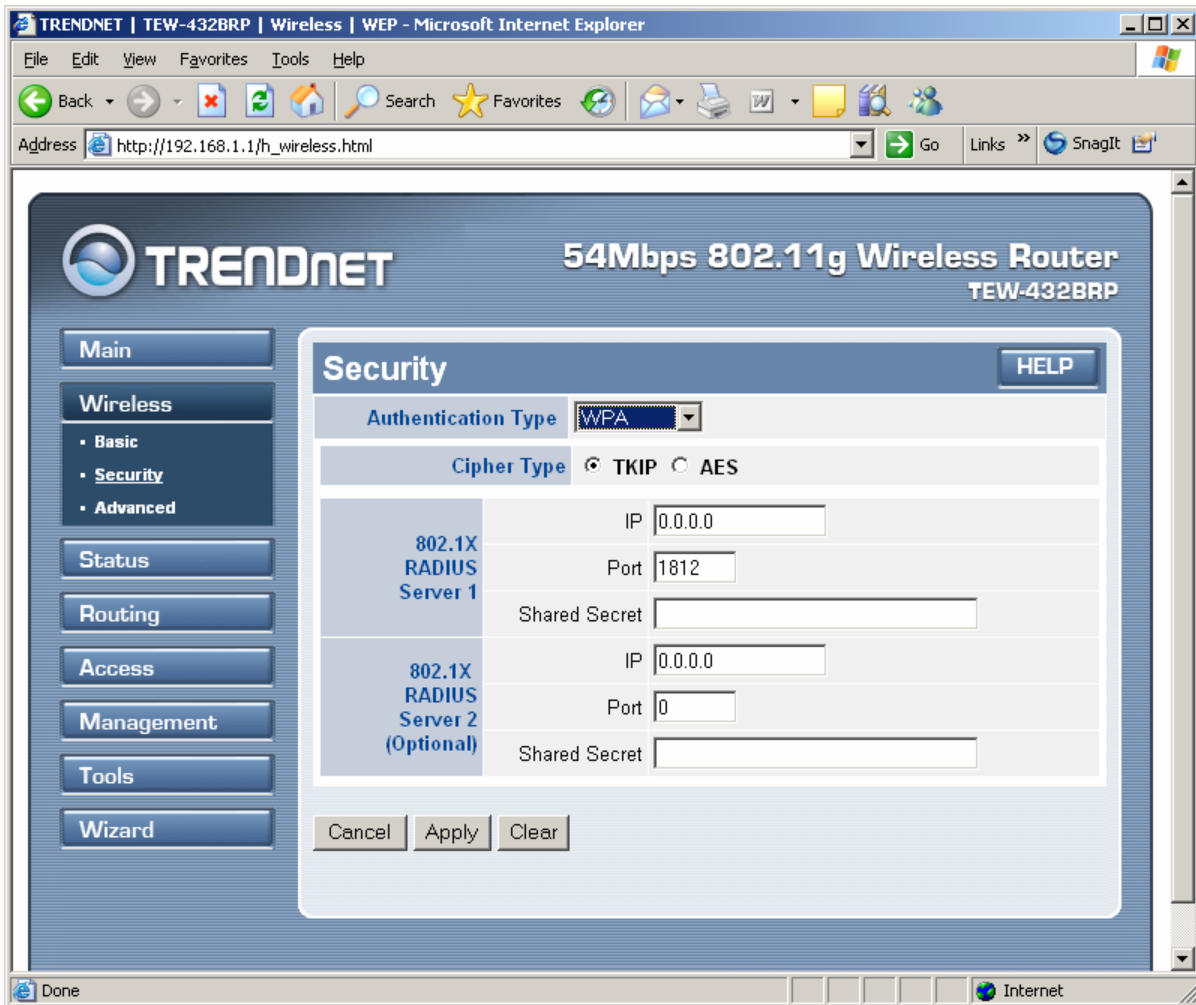 TRENDNET | TEW-432BRP | Wireless | WEP - Microsoft Internet Explorer
File Edit View Favorites Tools Help
Back Search Favorites
Address http://192.168.1.1/h_wireless.html Go Links » SnagIt
TRENDNET
54Mbps 802.11g Wireless Router
TEW-432BRP
Main
Wireless
Basic
Security
Advanced
Status
Routing
Access
Management
Tools
Wizard
Security
HELP
Authentication Type WPA
Cipher Type TKIP AES
802.1X
RADIUS
Server 1
IP 0.0.0.0
Port 1812
Shared Secret
802.1X
RADIUS
Server 2
(Optional)
IP 0.0.0.0
Port 0
Shared Secret
Cancel Apply Clear
Done Internet